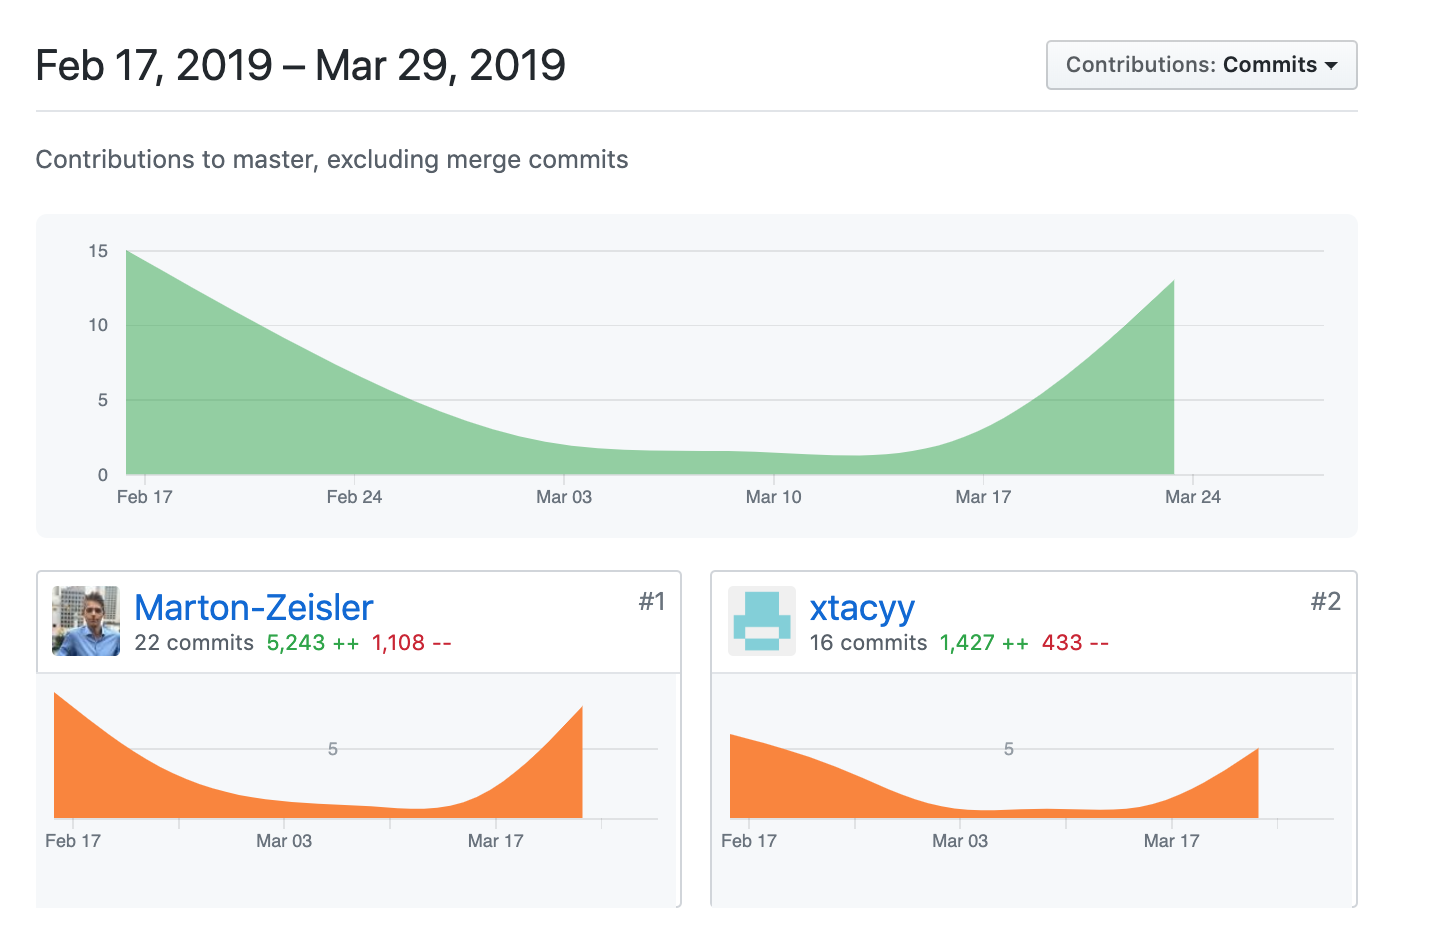 Feb 17, 2019 – Mar 29, 2019
Contributions: Commits
Contributions to master, excluding merge commits
15
10
5
0
Feb 17 Feb 24 Mar 03 Mar 10 Mar 17 Mar 24
Marton-Zeisler #1
22 commits 5,243 ++ 1,108 --
5
Feb 17 Mar 03 Mar 17
xtacyy #2
16 commits 1,427 ++ 433 --
5
Feb 17 Mar 03 Mar 17